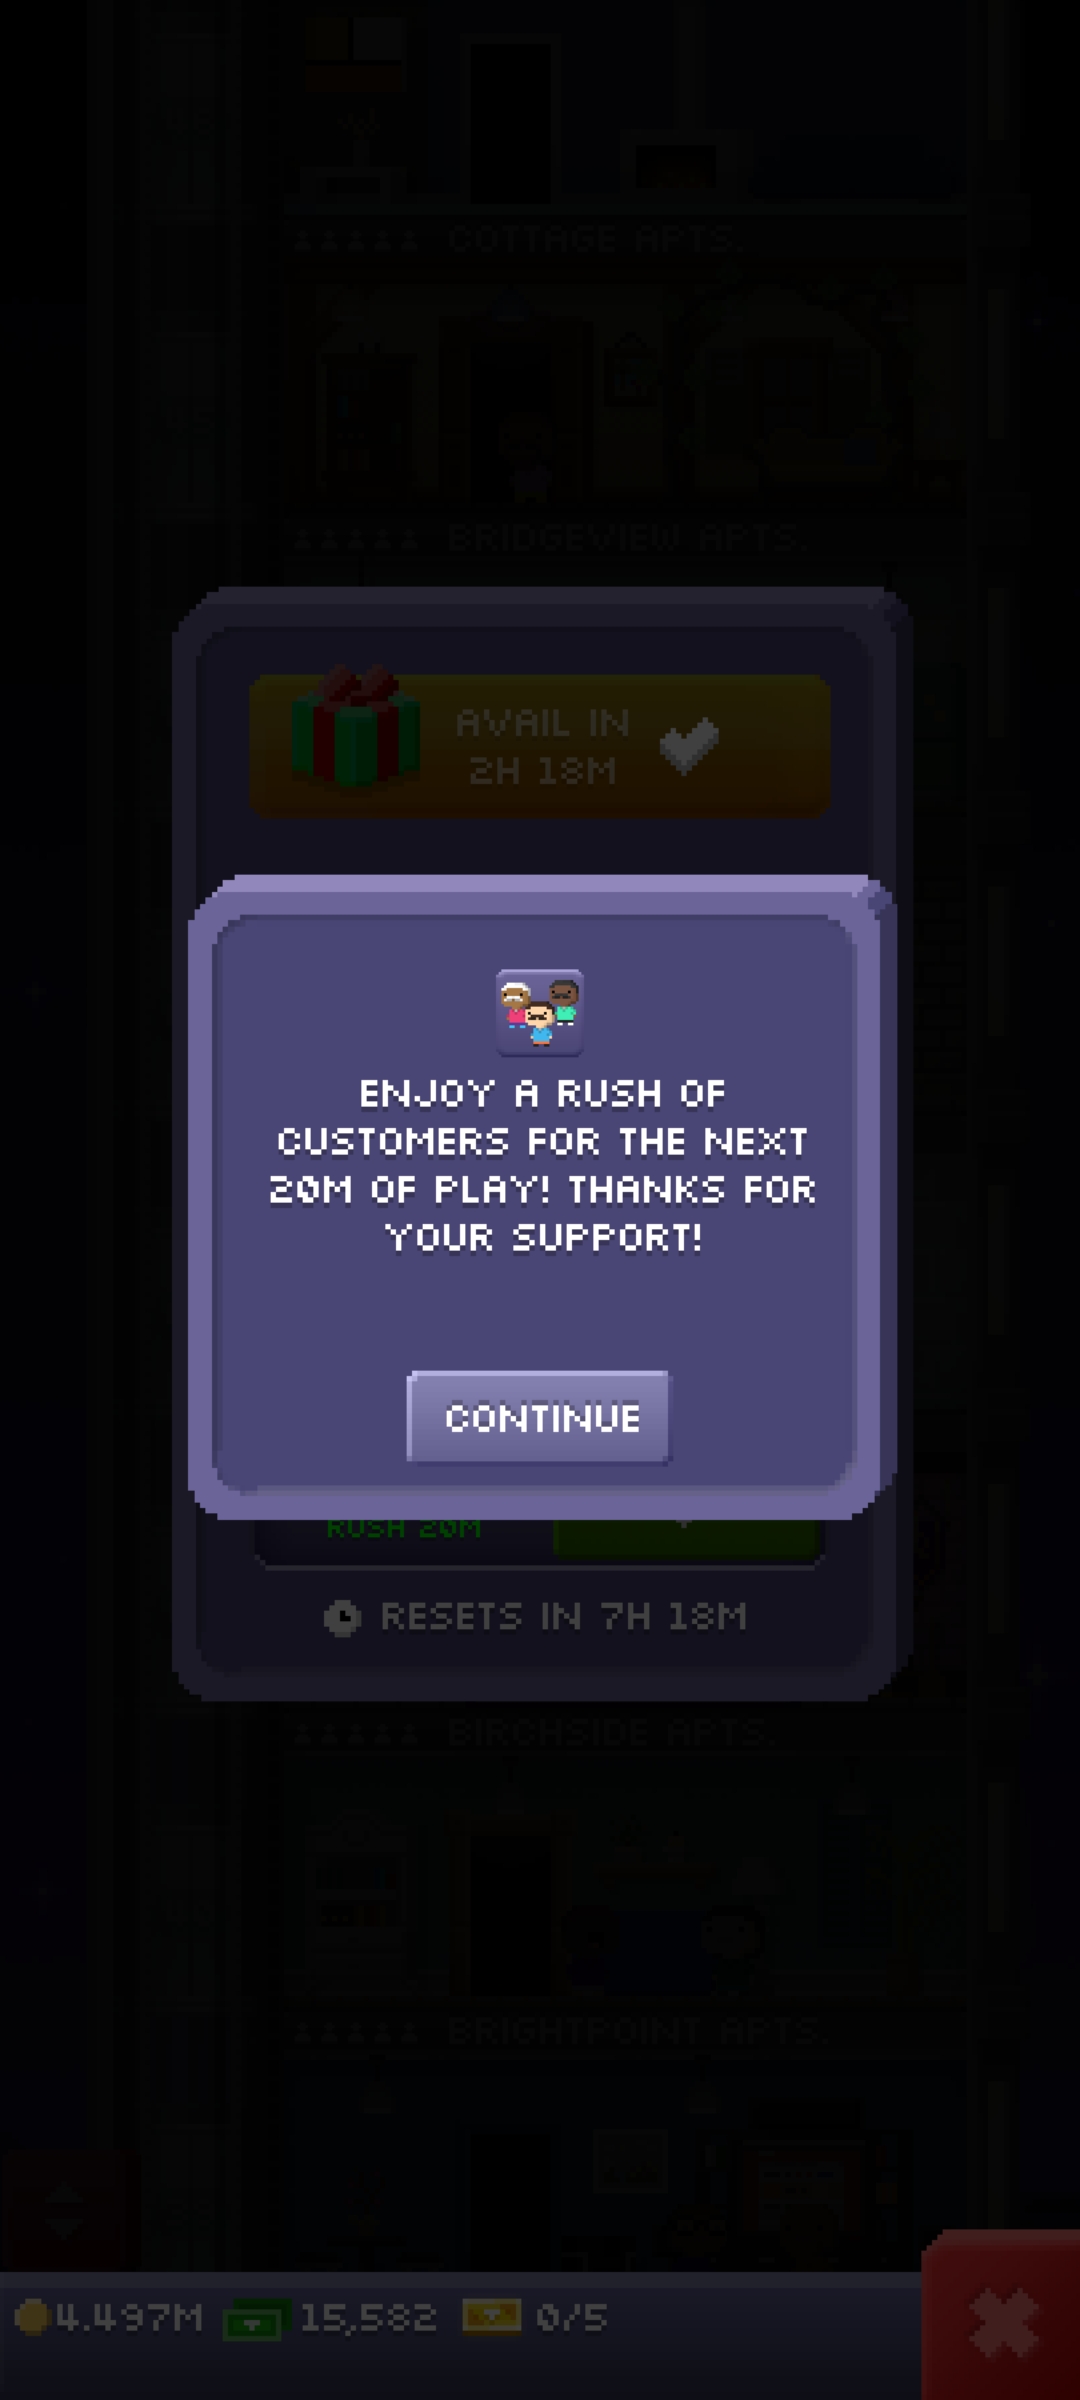 COTTAGE APTS.
BRIDGEVIEW APTS.
AVAIL IN
2H 18M
ENJOY A RUSH OF
CUSTOMERS FOR THE NEXT
20M OF PLAY! THANKS FOR
YOUR SUPPORT!
CONTINUE
RUSH 20M
RESETS IN 7H 18M
BIRCHSIDE APTS.
BRIGHTPOINT APTS.
4.497M 15,582 0/5